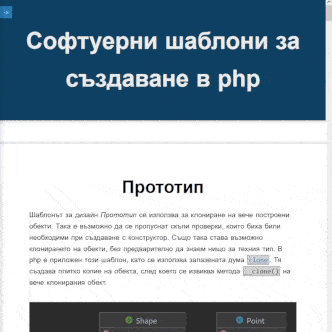 Софтуерни шаблони за
създаване в php
Прототип
Шаблонът за дизайн Прототип се използва за клониране на вече построени
обекти. Така е възможно да се пропуснат скъпи проверки, които биха били
необходими при създаване с конструктор. Също така става възможно
клонирането на обекти, без предварително да знаем нищо за техния тип. В
php е приложен този шаблон, като се използва запазената дума clone. Тя
създава плитко копие на обекта, след което се извиква метода __clone() на
вече клонирания обект.
Shape Point